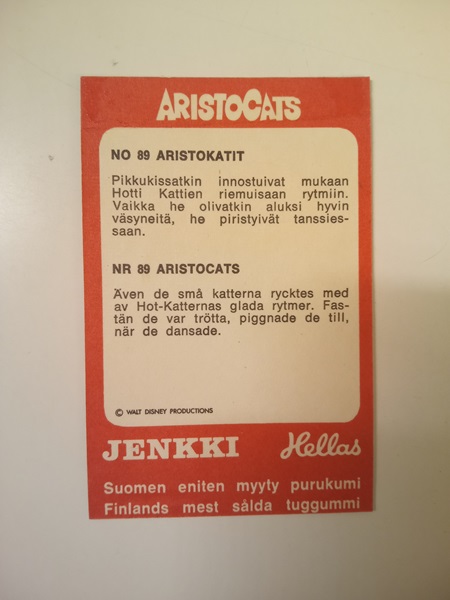 ARISTOCATS
NO 89 ARISTOKATIT
Pikkukissatkin innostuivat mukaan
Hotti Kattien riemuisaan rytmiin.
Vaikka he olivatkin aluksi hyvin
väsyneitä, he piristyivät tanssies-
saan.
NR 89 ARISTOCATS
Även de små katterna rycktes med
av Hot-Katternas glada rytmer. Fas-
tän de var trötta, piggnade de till,
när de dansade.
© WALT DISNEY PRODUCTIONS
JENKKI Hellas
Suomen eniten myyty purukumi
Finlands mest sålda tuggummi